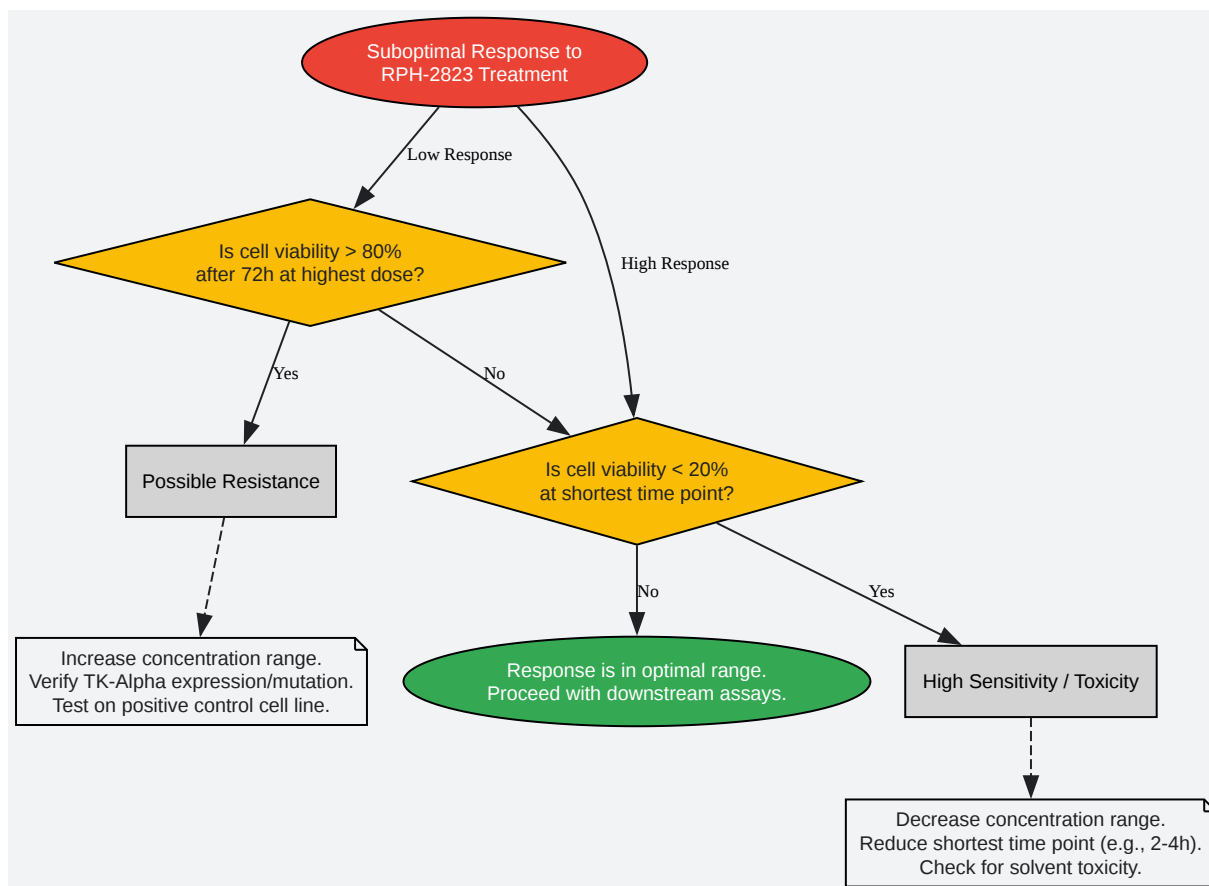 Suboptimal Response to
RPH-2823 Treatment
Low Response
High Response
Is cell viability > 80%
after 72h at highest dose?
Yes
No
Possible Resistance
Is cell viability < 20%
at shortest time point?
No
Yes
Increase concentration range.
Verify TK-Alpha expression/mutation.
Test on positive control cell line.
Response is in optimal range.
Proceed with downstream assays.
High Sensitivity / Toxicity
Decrease concentration range.
Reduce shortest time point (e.g., 2-4h).
Check for solvent toxicity.